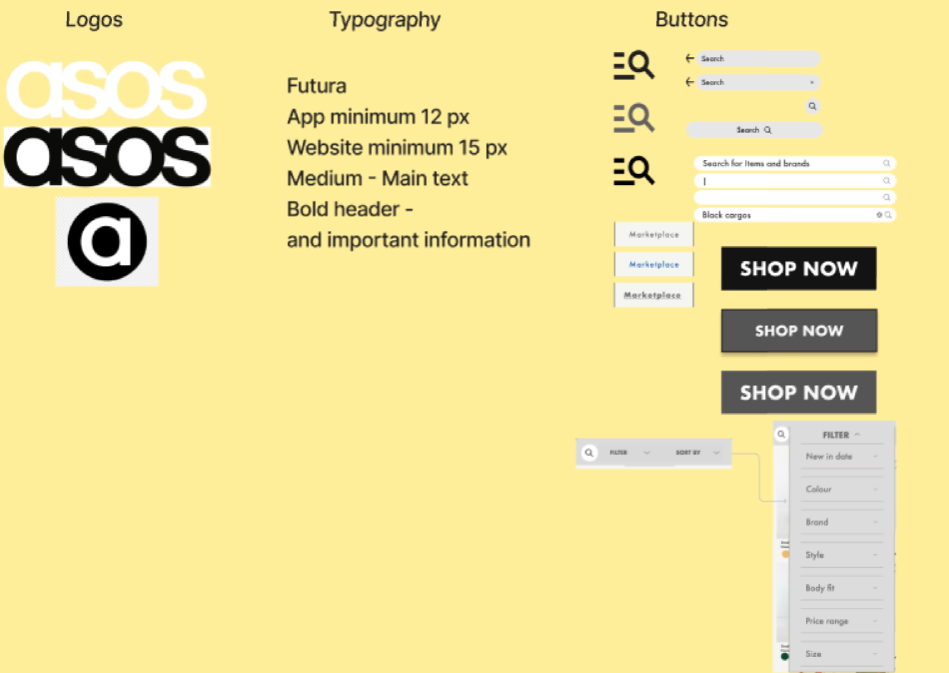 Logos
asos
asos
a
Typography
Futura
App minimum 12 px
Website minimum 15 px
Medium - Main text
Bold header -
and important information
Buttons
Search
Search
Search
Search for Items and brands
Black cargos
Marketplace
Marketplace
Marketplace
SHOP NOW
SHOP NOW
SHOP NOW
FILTER SORT BY
FILTER
New in date
Colour
Brand
Style
Body fit
Price range
Size